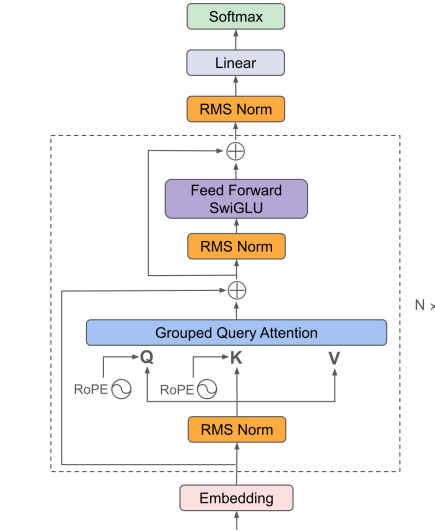 Softmax
Linear
RMS Norm
Feed Forward
SwiGLU
RMS Norm
N ×
Grouped Query Attention
Q K V
RoPE RoPE
RMS Norm
Embedding